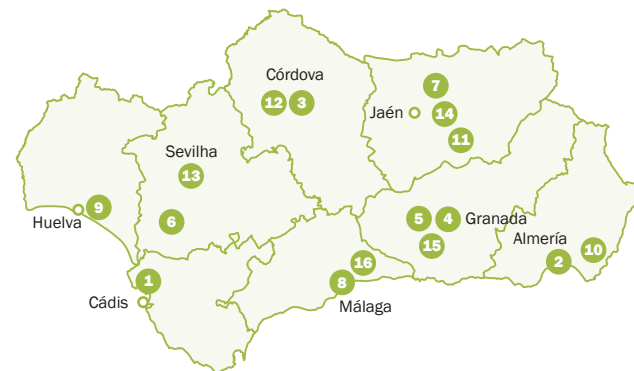 Córdova
7
12 3
Jaén 14
11
Sevilha
13
9
Huelva
6
5 4 Granada
15
Almería
10
2
16
1
8
Cádis
Málaga